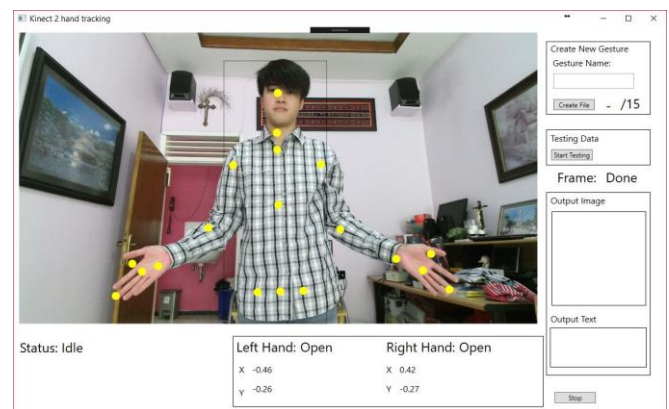 Kinect 2 hand tracking
Create New Gesture
Gesture Name:
Create File - /15
Testing Data
Start Testing
Frame: Done
Output Image
Output Text
Stop
Status: Idle
Left Hand: Open
X -0.46
Y -0.26
Right Hand: Open
X 0.42
Y -0.27